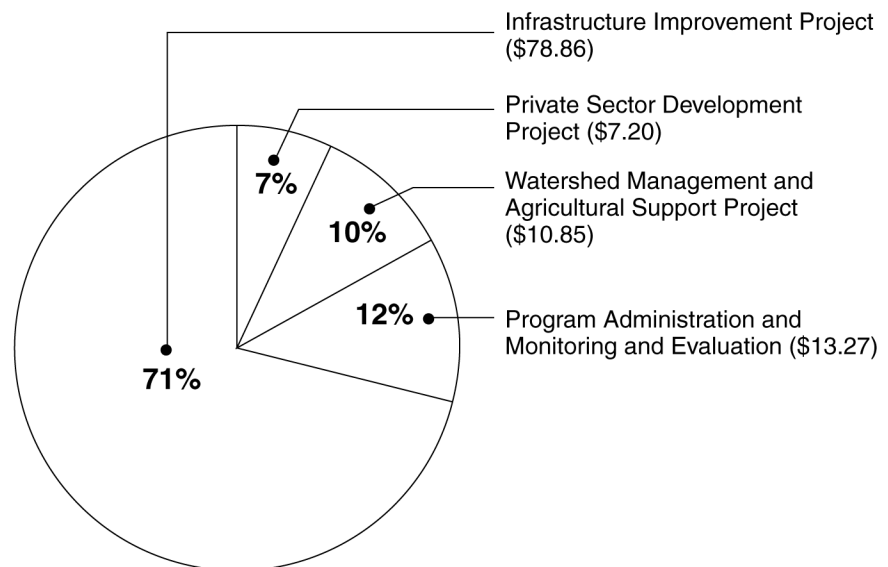 Infrastructure Improvement Project
($78.86)
Private Sector Development
Project ($7.20)
7%
Watershed Management and
Agricultural Support Project
($10.85)
10%
12%
Program Administration and
Monitoring and Evaluation ($13.27)
71%